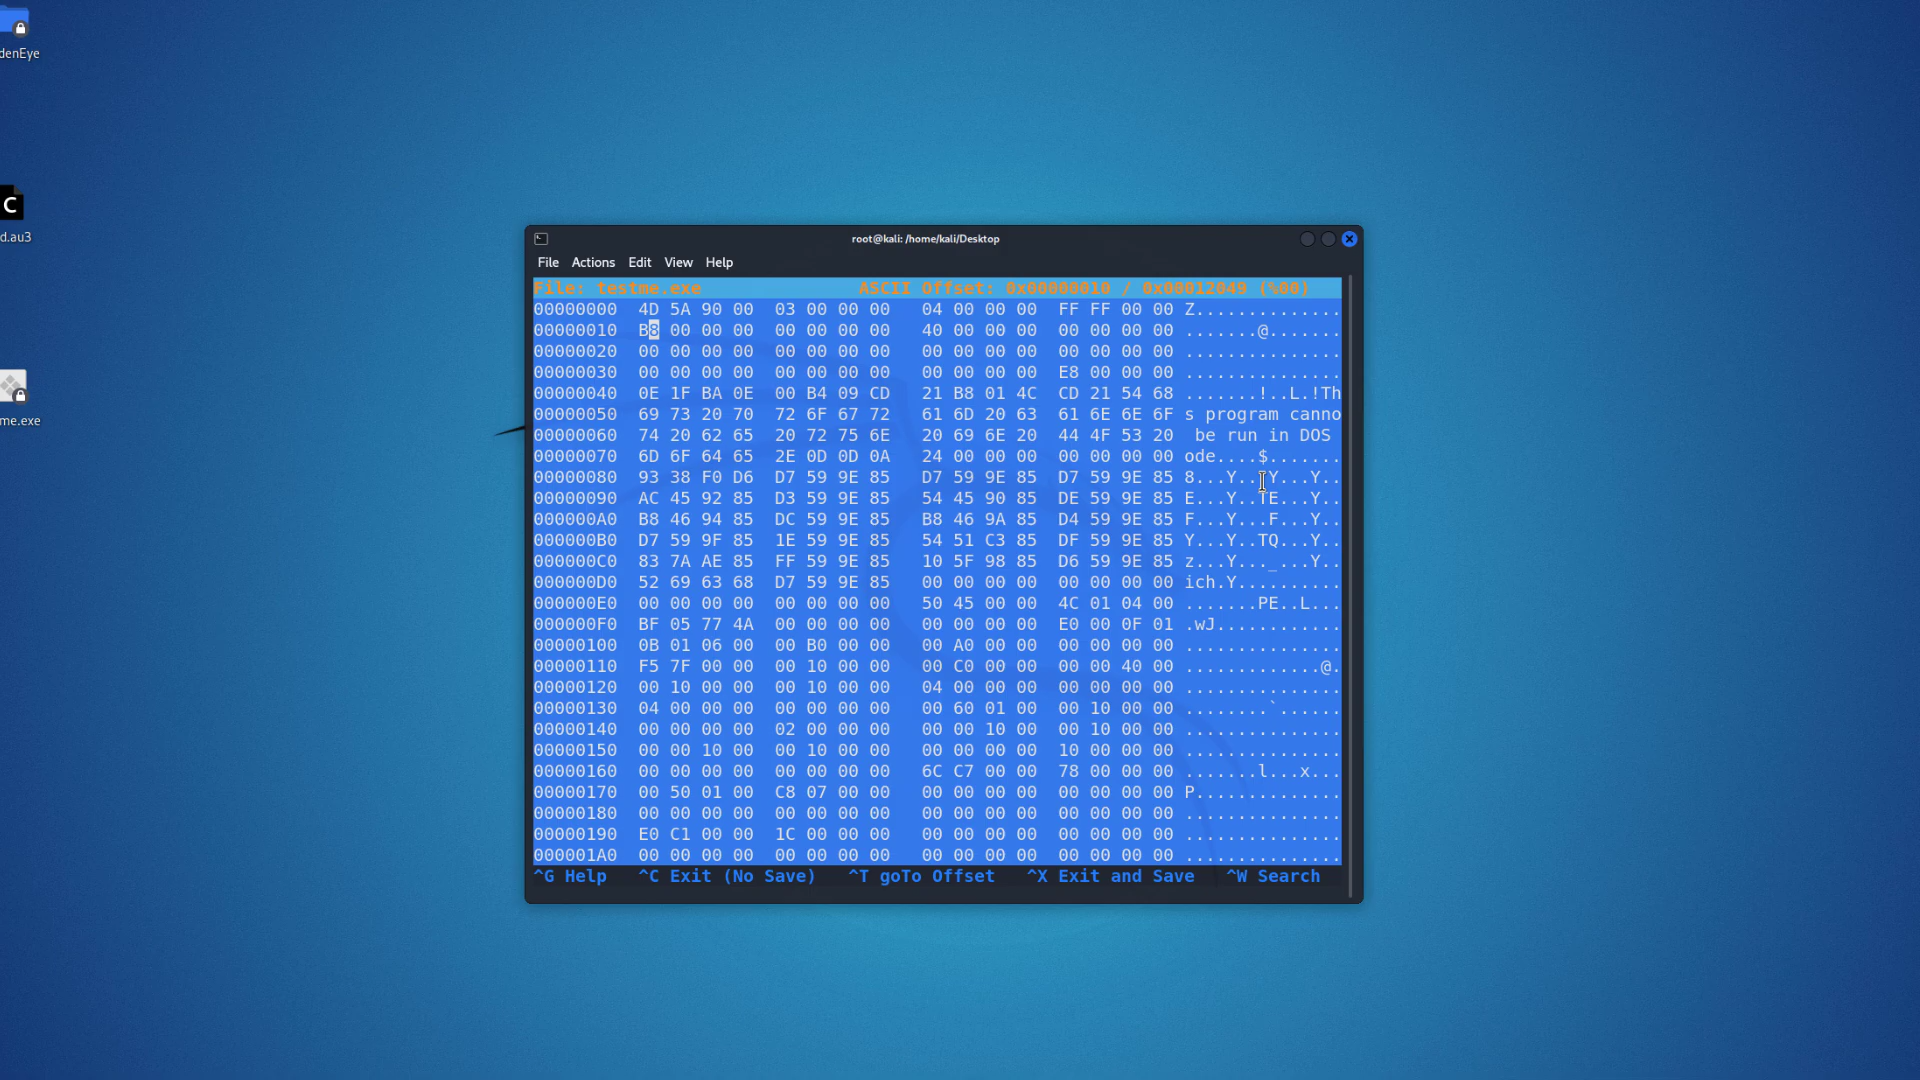 denEye
d.au3
me.exe
root@kali: /home/kali/Desktop
File Actions Edit View Help
File: testme.exe ASCII Offset: 0x00000010 / 0x00012049 (%00)
00000000 4D 5A 90 00 03 00 00 00 04 00 00 00 FF FF 00 00 Z..............
00000010 B8 00 00 00 00 00 00 00 40 00 00 00 00 00 00 00 .......@.......
00000020 00 00 00 00 00 00 00 00 00 00 00 00 00 00 00 00 ...............
00000030 00 00 00 00 00 00 00 00 00 00 00 00 E8 00 00 00 ...............
00000040 0E 1F BA 0E 00 B4 09 CD 21 B8 01 4C CD 21 54 68 .......!..L.!Th
00000050 69 73 20 70 72 6F 67 72 61 6D 20 63 61 6E 6E 6F s program canno
00000060 74 20 62 65 20 72 75 6E 20 69 6E 20 44 4F 53 20 be run in DOS
00000070 6D 6F 64 65 2E 0D 0D 0A 24 00 00 00 00 00 00 00 ode....$.......
00000080 93 38 F0 D6 D7 59 9E 85 D7 59 9E 85 D7 59 9E 85 8...Y...Y...Y..
00000090 AC 45 92 85 D3 59 9E 85 54 45 90 85 DE 59 9E 85 E...Y..TE...Y..
000000A0 B8 46 94 85 DC 59 9E 85 B8 46 9A 85 D4 59 9E 85 F...Y...F...Y..
000000B0 D7 59 9F 85 1E 59 9E 85 54 51 C3 85 DF 59 9E 85 Y...Y..TQ...Y..
000000C0 83 7A AE 85 FF 59 9E 85 10 5F 98 85 D6 59 9E 85 z...Y..._...Y..
000000D0 52 69 63 68 D7 59 9E 85 00 00 00 00 00 00 00 00 ich.Y..........
000000E0 00 00 00 00 00 00 00 00 50 45 00 00 4C 01 04 00 .......PE..L...
000000F0 BF 05 77 4A 00 00 00 00 00 00 00 00 E0 00 0F 01 .wJ............
00000100 0B 01 06 00 00 B0 00 00 00 A0 00 00 00 00 00 00 ...............
00000110 F5 7F 00 00 00 10 00 00 00 C0 00 00 00 00 40 00 .............@.
00000120 00 10 00 00 00 10 00 00 04 00 00 00 00 00 00 00 ...............
00000130 04 00 00 00 00 00 00 00 00 60 01 00 00 10 00 00 ........`......
00000140 00 00 00 00 02 00 00 00 00 00 10 00 00 10 00 00 ...............
00000150 00 00 10 00 00 10 00 00 00 00 00 00 10 00 00 00 ...............
00000160 00 00 00 00 00 00 00 00 6C C7 00 00 78 00 00 00 .......l...x...
00000170 00 50 01 00 C8 07 00 00 00 00 00 00 00 00 00 00 P..............
00000180 00 00 00 00 00 00 00 00 00 00 00 00 00 00 00 00 ...............
00000190 E0 C1 00 00 1C 00 00 00 00 00 00 00 00 00 00 00 ...............
000001A0 00 00 00 00 00 00 00 00 00 00 00 00 00 00 00 00 ...............
^G Help ^C Exit (No Save) ^T goTo Offset ^X Exit and Save ^W Search